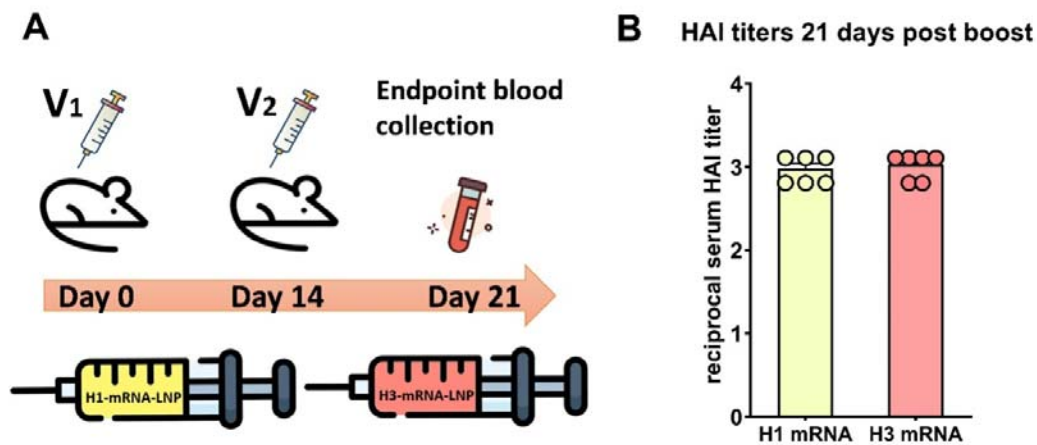 A
V1
V2
Endpoint blood
collection
Day 0
Day 14
Day 21
H1-mRNA-LNP
H3-mRNA-LNP
B
HAI titers 21 days post boost
reciprocal serum HAI titer
4
3
2
1
0
H1 mRNA
H3 mRNA